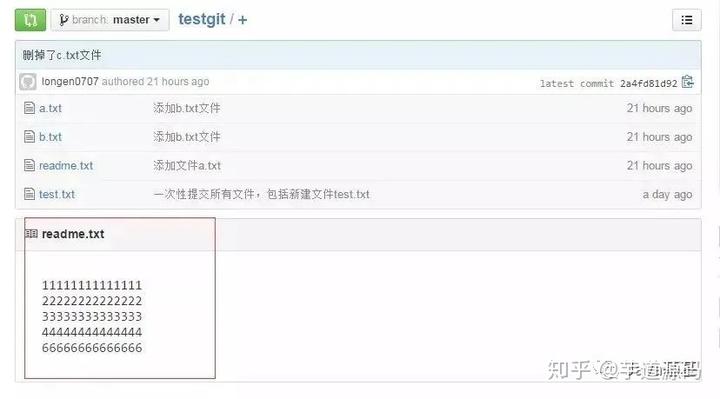 branch: master testgit / +
删掉了c.txt文件
longen0707 authored 21 hours ago latest commit 2a4fd81d92
a.txt 添加b.txt文件 21 hours ago
b.txt 添加b.txt文件 21 hours ago
readme.txt 添加文件a.txt 21 hours ago
test.txt 一次性提交所有文件，包括新建文件test.txt a day ago
readme.txt
11111111111111
22222222222222
33333333333333
44444444444444
66666666666666
知乎 @芋道源码